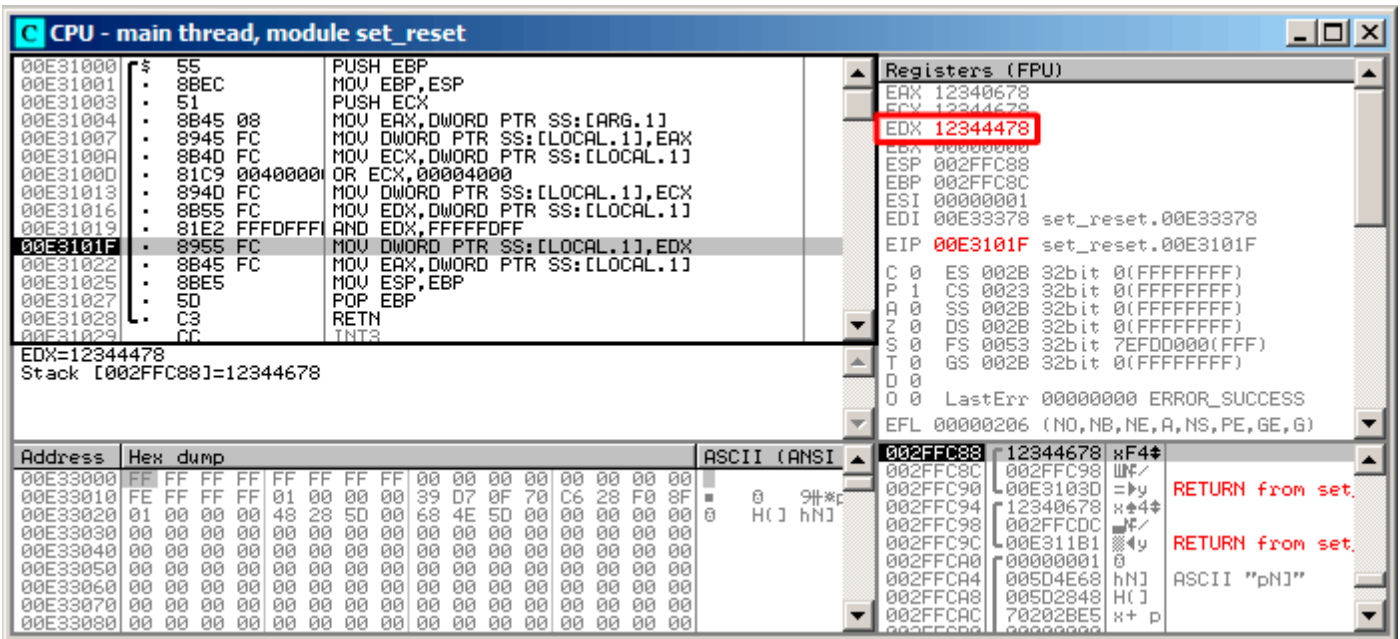 C CPU - main thread, module set_reset
00E31000 $ 55 PUSH EBP
00E31001 8BEC MOV EBP,ESP
00E31003 51 PUSH ECX
00E31004 8B45 08 MOV EAX,DWORD PTR SS:[ARG.1]
00E31007 8945 FC MOV DWORD PTR SS:[LOCAL.1],EAX
00E3100A 8B4D FC MOV ECX,DWORD PTR SS:[LOCAL.1]
00E3100D 81C9 0040000 OR ECX,00004000
00E31013 894D FC MOV DWORD PTR SS:[LOCAL.1],ECX
00E31016 8B55 FC MOV EDX,DWORD PTR SS:[LOCAL.1]
00E31019 81E2 FFFDFFF AND EDX,FFFFFDFF
00E3101F 8955 FC MOV DWORD PTR SS:[LOCAL.1],EDX
00E31022 8B45 FC MOV EAX,DWORD PTR SS:[LOCAL.1]
00E31025 8BE5 MOV ESP,EBP
00E31027 5D POP EBP
00E31028 C3 RETN
00E31029 CC INT3
EDX=12344478
Stack [002FFC88]=12344678
Registers (FPU)
EAX 12340678
ECX 12344678
EDX 12344478
EBX 00000000
ESP 002FFC88
EBP 002FFC8C
ESI 00000001
EDI 00E33378 set_reset.00E33378
EIP 00E3101F set_reset.00E3101F
C 0 ES 002B 32bit 0(FFFFFFFF)
P 1 CS 0023 32bit 0(FFFFFFFF)
A 0 SS 002B 32bit 0(FFFFFFFF)
Z 0 DS 002B 32bit 0(FFFFFFFF)
S 0 FS 0053 32bit 7EFDD000(FFF)
T 0 GS 002B 32bit 0(FFFFFFFF)
D 0
O 0 LastErr 00000000 ERROR_SUCCESS
EFL 00000206 (NO,NB,NE,A,NS,PE,GE,G)
Address Hex dump ASCII (ANSI
00E33000 FF FF FF FF FF FF FF FF 00 00 00 00 00 00 00 00
00E33010 FE FF FF FF 01 00 00 00 39 D7 0F 70 C6 28 F0 8F
00E33020 01 00 00 00 48 28 5D 00 68 4E 5D 00 00 00 00 00 H(] hN]
00E33030 00 00 00 00 00 00 00 00 00 00 00 00 00 00 00 00
00E33040 00 00 00 00 00 00 00 00 00 00 00 00 00 00 00 00
00E33050 00 00 00 00 00 00 00 00 00 00 00 00 00 00 00 00
00E33060 00 00 00 00 00 00 00 00 00 00 00 00 00 00 00 00
00E33070 00 00 00 00 00 00 00 00 00 00 00 00 00 00 00 00
00E33080 00 00 00 00 00 00 00 00 00 00 00 00 00 00 00 00
002FFC88 12344678 xF4↕
002FFC8C 002FFC98
002FFC90 00E3103D RETURN from set
002FFC94 12340678 x♠4↕
002FFC98 002FFCDC
002FFC9C 00E311B1 RETURN from set
002FFCA0 00000001
002FFCA4 005D4E68 hN] ASCII "pN]"
002FFCA8 005D2848 H(]
002FFCAC 70202BE5 x+ p